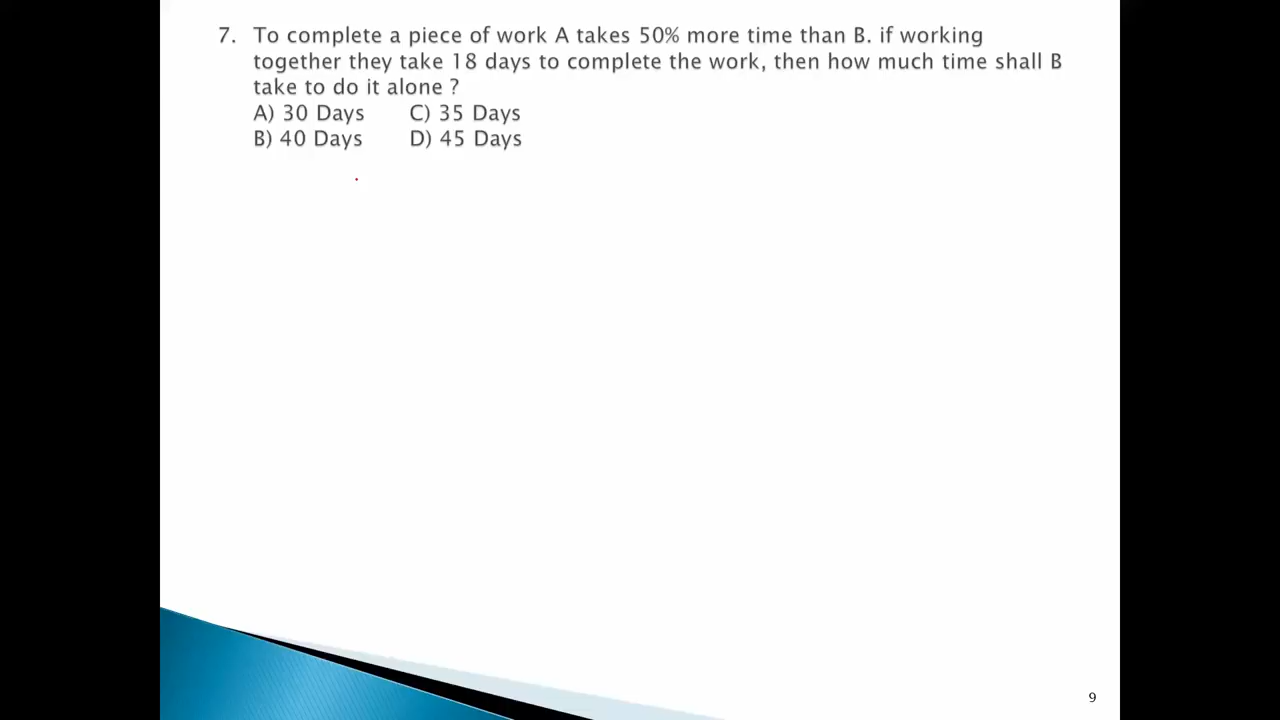 7. To complete a piece of work A takes 50% more time than B. if working
together they take 18 days to complete the work, then how much time shall B
take to do it alone ?
A) 30 Days C) 35 Days
B) 40 Days D) 45 Days
9